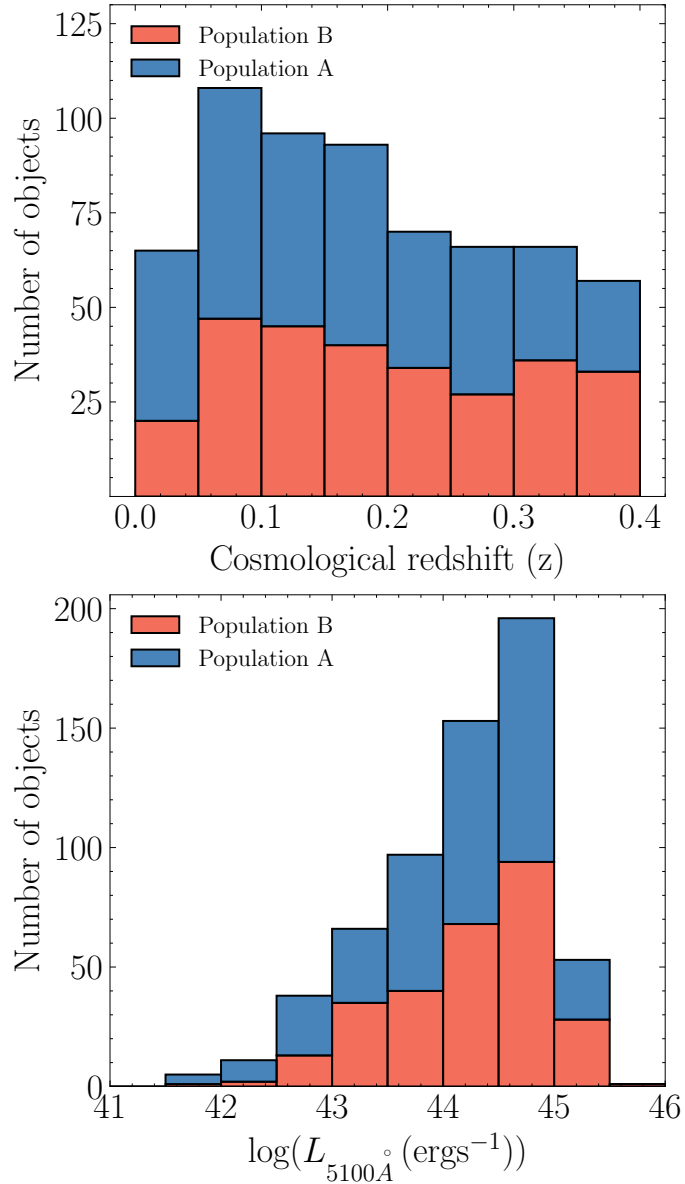 125
100
75
50
25
Number of objects
Population B
Population A
0.0 0.1 0.2 0.3 0.4
Cosmological redshift (z)
200
150
100
50
0
Number of objects
Population B
Population A
41 42 43 44 45 46
log(L₅₁₀₀Å (ergs⁻¹))